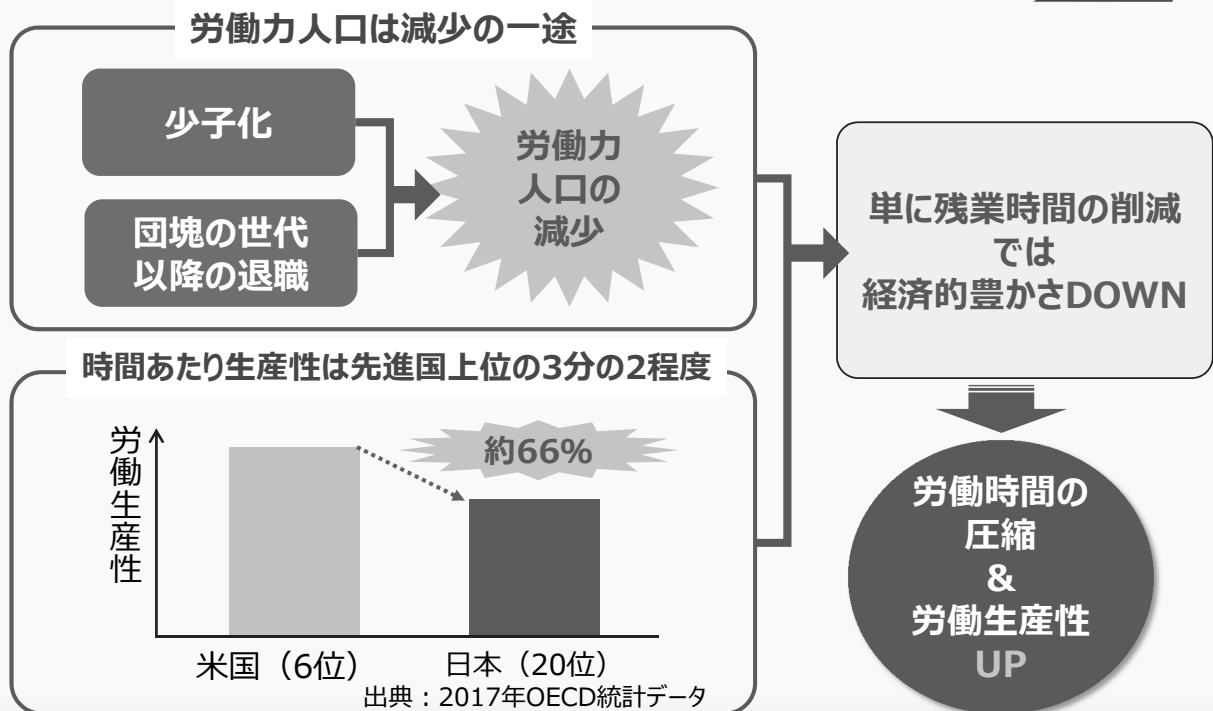 労働力人口は減少の一途
少子化
団塊の世代
以降の退職
労働力
人口の
減少
時間あたり生産性は先進国上位の3分の2程度
労働生産性
約66%
米国（6位）
日本（20位）
出典：2017年OECD統計データ
単に残業時間の削減
では
経済的豊かさDOWN
労働時間の
圧縮
&
労働生産性
UP